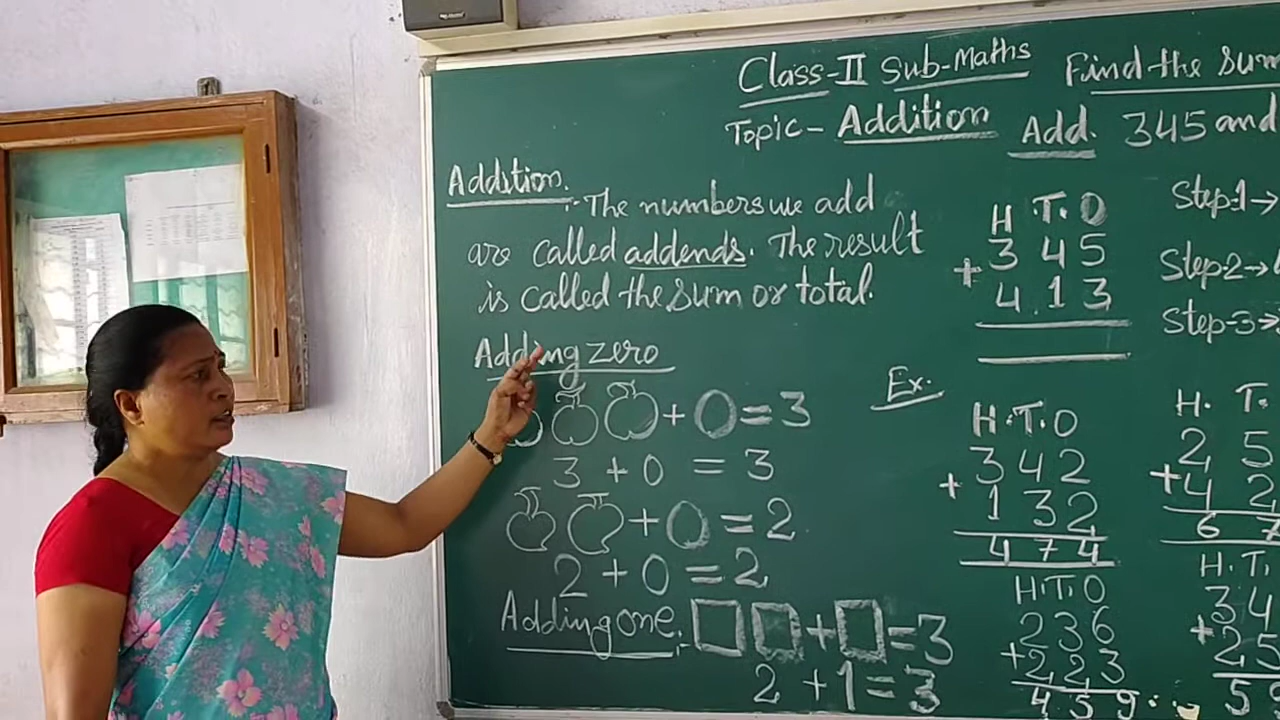 Class-II Sub-Maths
Topic- Addition
Addition:-
The numbers we add
are called addends. The result
is called the sum or total.
Adding zero
+ 0 = 3
3 + 0 = 3
+ 0 = 2
2 + 0 = 2
Adding one.
+ = 3
2 + 1 = 3
Find the Sum
Add. 345 and
H T. O
3 4 5
+ 4 1 3
Step-1→
Step-2→
Step-3→
Ex.
H.T.O
3 4 2
+ 1 3 2
4 7 4
H. T.
2 5
+ 4 2
6 7
H.T.O
2 3 6
+ 2 2 3
4 5 9
H. T.
3 4
+ 2 5
5 9